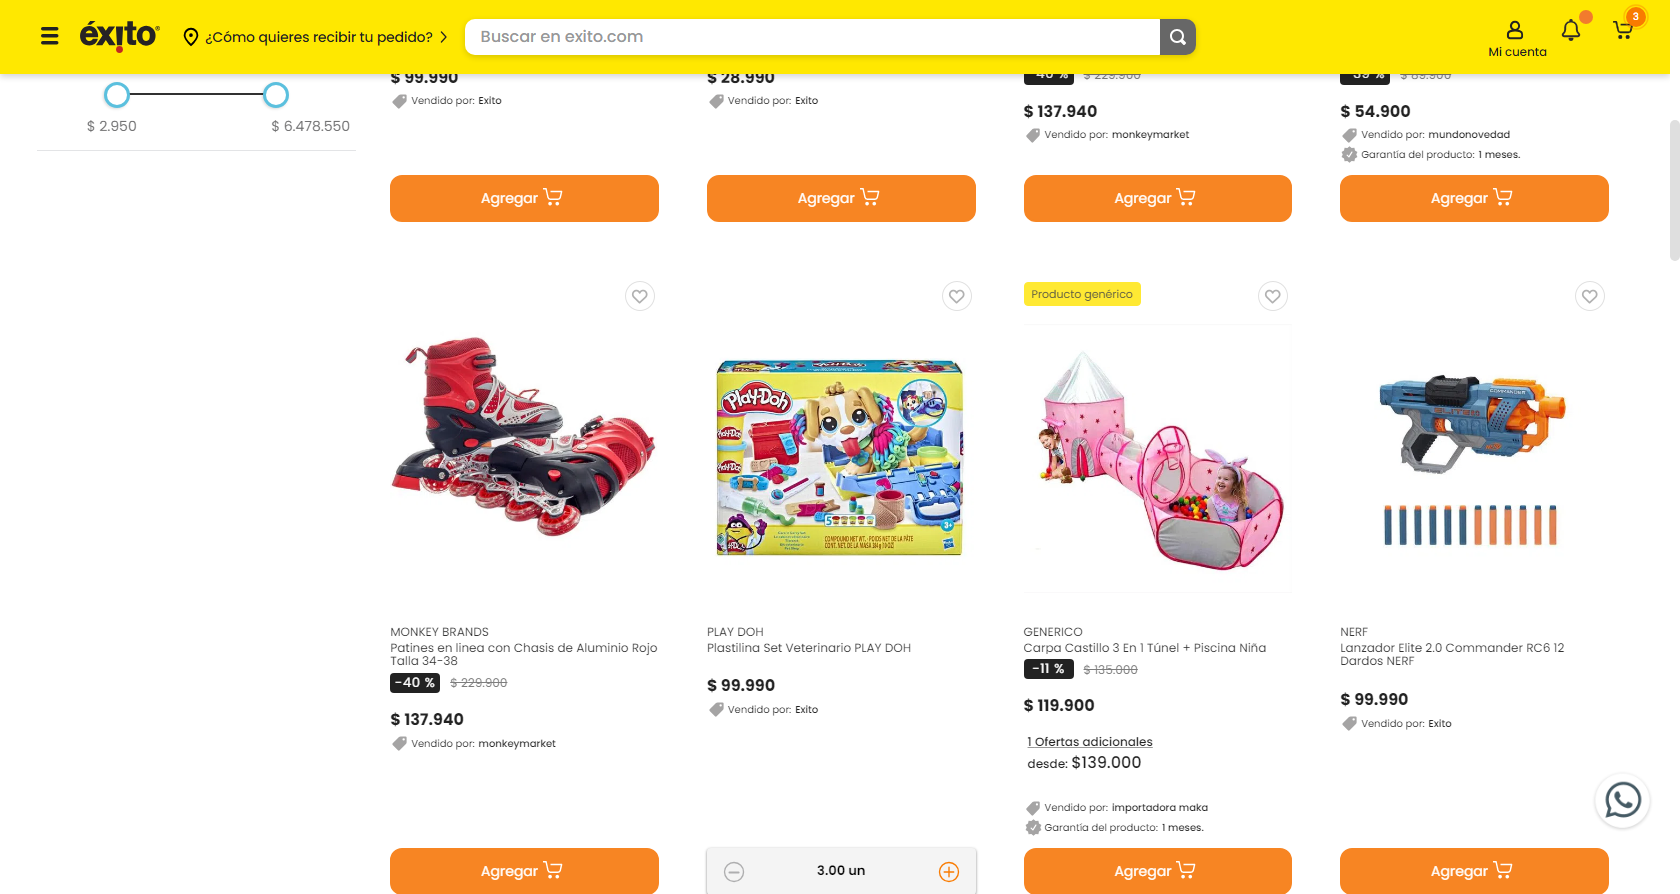 éxito
¿Cómo quieres recibir tu pedido?
Buscar en exito.com
Mi cuenta
3
$ 2.950
$ 6.478.550
$ 99.990
Vendido por: Exito
Agregar
$ 28.990
Vendido por: Exito
Agregar
-40 % $ 229.900
$ 137.940
Vendido por: monkeymarket
Agregar
-39 % $ 89.900
$ 54.900
Vendido por: mundonovedad
Garantía del producto: 1 meses.
Agregar
MONKEY BRANDS
Patines en linea con Chasis de Aluminio Rojo
Talla 34-38
-40 % $ 229.900
$ 137.940
Vendido por: monkeymarket
Agregar
Play-Doh
3+
PLAY DOH
Plastilina Set Veterinario PLAY DOH
$ 99.990
Vendido por: Exito
3.00 un
Producto genérico
GENERICO
Carpa Castillo 3 En 1 Túnel + Piscina Niña
-11 % $ 135.000
$ 119.900
1 Ofertas adicionales
desde: $139.000
Vendido por: importadora maka
Garantía del producto: 1 meses.
Agregar
COMMANDER
NERF
Lanzador Elite 2.0 Commander RC6 12
Dardos NERF
$ 99.990
Vendido por: Exito
Agregar